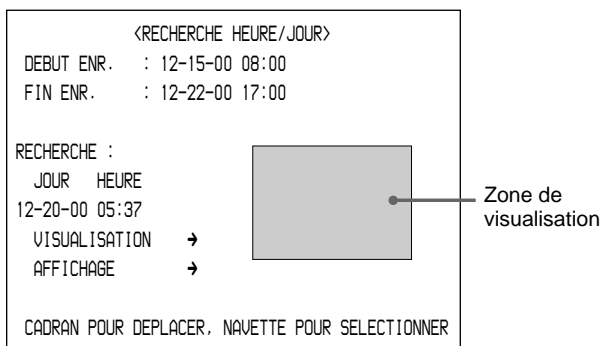 <RECHERCHE HEURE/JOUR>
DEBUT ENR. : 12-15-00 08:00
FIN ENR. : 12-22-00 17:00
RECHERCHE :
JOUR HEURE
12-20-00 05:37
VISUALISATION →
AFFICHAGE →
CADRAN POUR DEPLACER, NAVETTE POUR SELECTIONNER
Zone de
visualisation